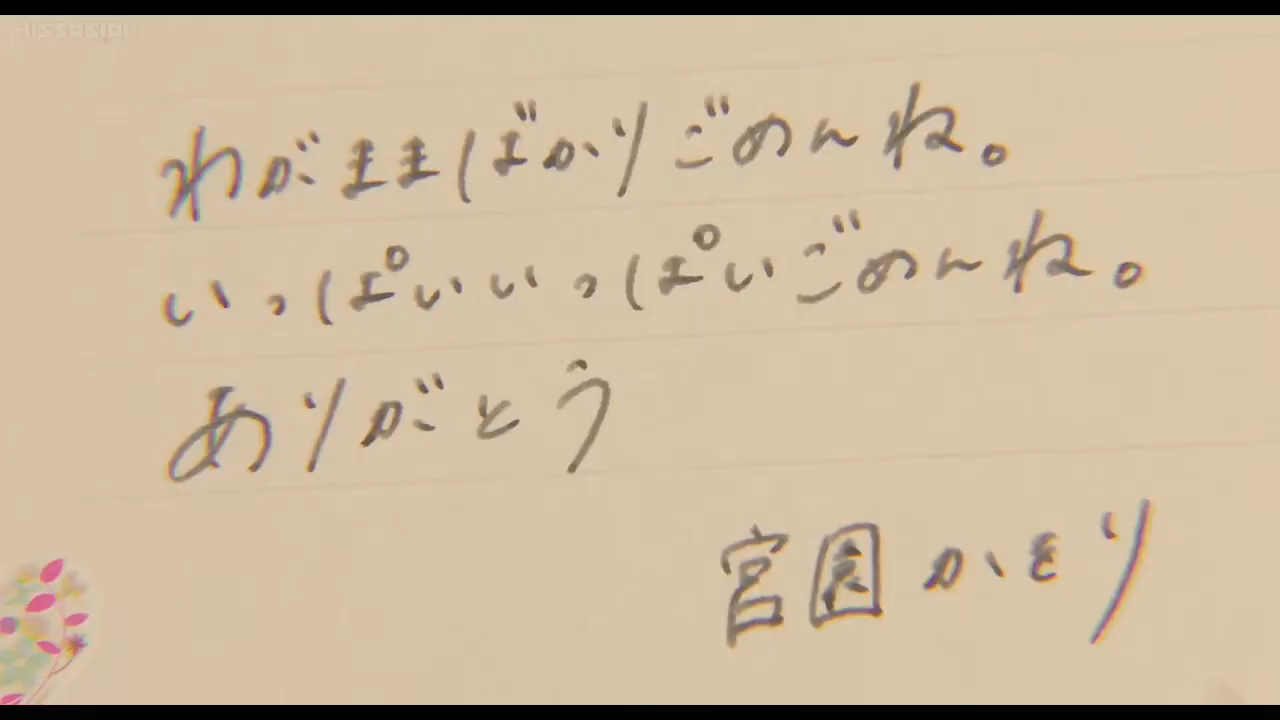 わがままばかりごめんね。
いっぱいいっぱいごめんね。
ありがとう
宮園かをり